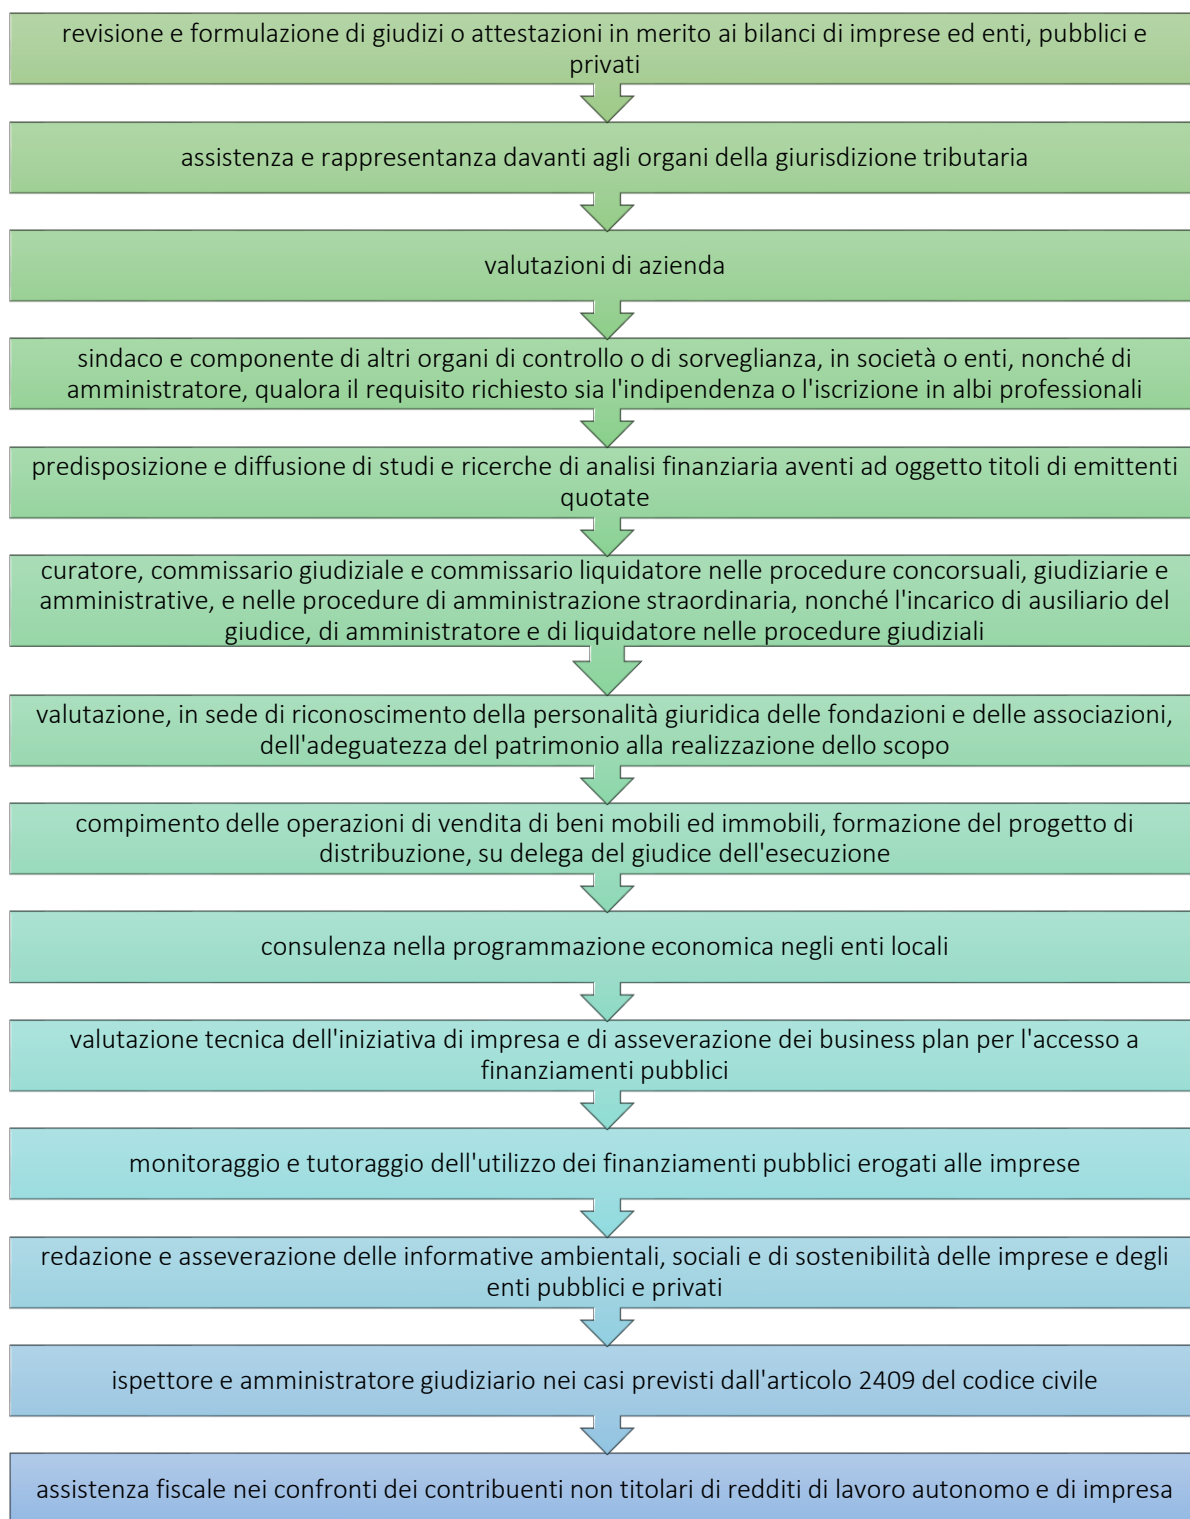 revisione e formulazione di giudizi o attestazioni in merito ai bilanci di imprese ed enti, pubblici e
privati
assistenza e rappresentanza davanti agli organi della giurisdizione tributaria
valutazioni di azienda
sindaco e componente di altri organi di controllo o di sorveglianza, in società o enti, nonché di
amministratore, qualora il requisito richiesto sia l'indipendenza o l'iscrizione in albi professionali
predisposizione e diffusione di studi e ricerche di analisi finanziaria aventi ad oggetto titoli di emittenti
quotate
curatore, commissario giudiziale e commissario liquidatore nelle procedure concorsuali, giudiziarie e
amministrative, e nelle procedure di amministrazione straordinaria, nonché l'incarico di ausiliario del
giudice, di amministratore e di liquidatore nelle procedure giudiziali
valutazione, in sede di riconoscimento della personalità giuridica delle fondazioni e delle associazioni,
dell'adeguatezza del patrimonio alla realizzazione dello scopo
compimento delle operazioni di vendita di beni mobili ed immobili, formazione del progetto di
distribuzione, su delega del giudice dell'esecuzione
consulenza nella programmazione economica negli enti locali
valutazione tecnica dell'iniziativa di impresa e di asseverazione dei business plan per l'accesso a
finanziamenti pubblici
monitoraggio e tutoraggio dell'utilizzo dei finanziamenti pubblici erogati alle imprese
redazione e asseverazione delle informative ambientali, sociali e di sostenibilità delle imprese e degli
enti pubblici e privati
ispettore e amministratore giudiziario nei casi previsti dall'articolo 2409 del codice civile
assistenza fiscale nei confronti dei contribuenti non titolari di redditi di lavoro autonomo e di impresa